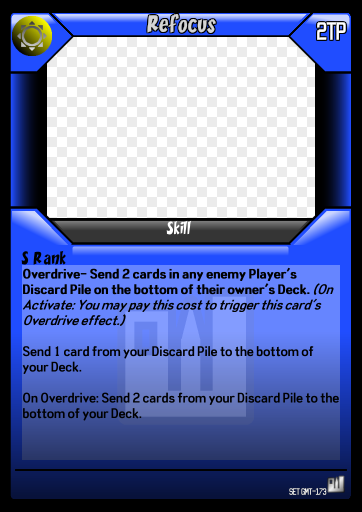 Refocus
2TP
Skill
S Rank
Overdrive- Send 2 cards in any enemy Player's
Discard Pile on the bottom of their owner's Deck. (On
Activate: You may pay this cost to trigger this card's
Overdrive effect.)
Send 1 card from your Discard Pile to the bottom of
your Deck.
On Overdrive: Send 2 cards from your Discard Pile to the
bottom of your Deck.
SET GMT-173